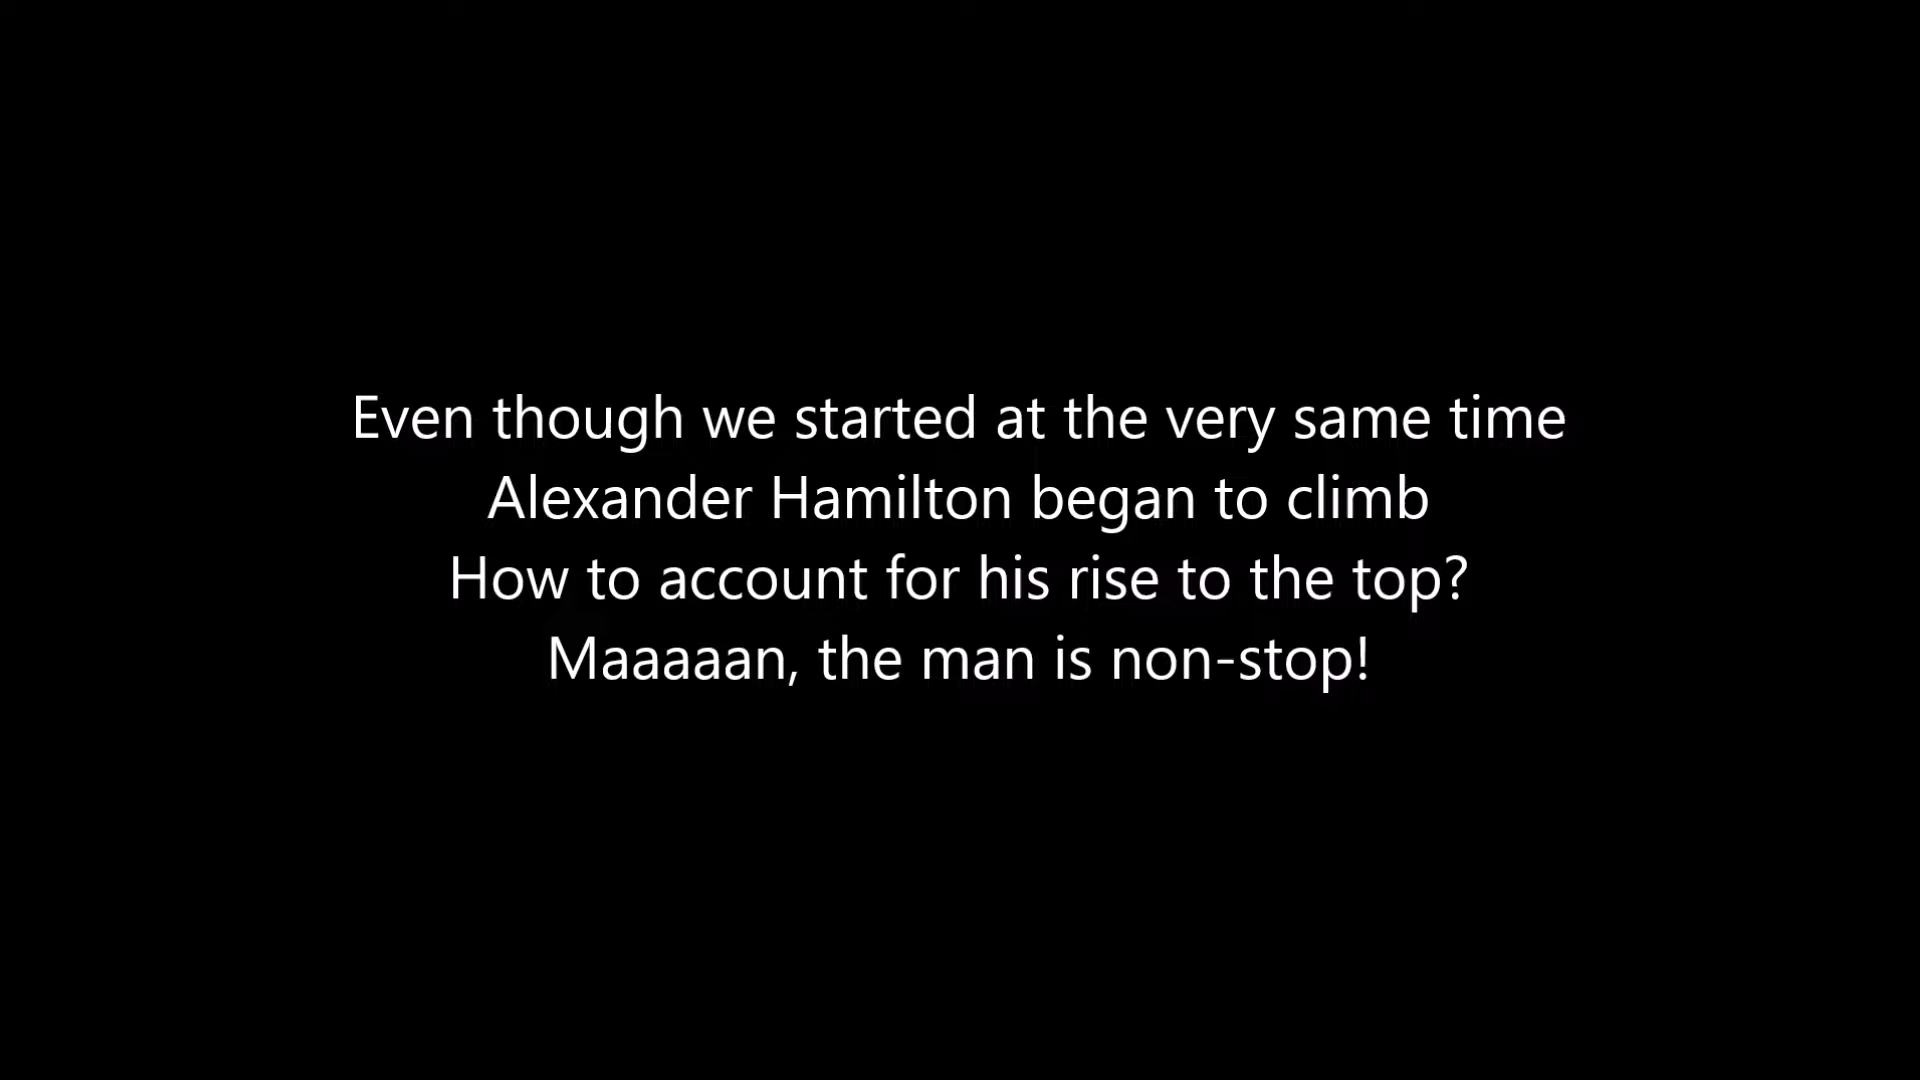 Even though we started at the very same time
Alexander Hamilton began to climb
How to account for his rise to the top?
Maaaaan, the man is non-stop!